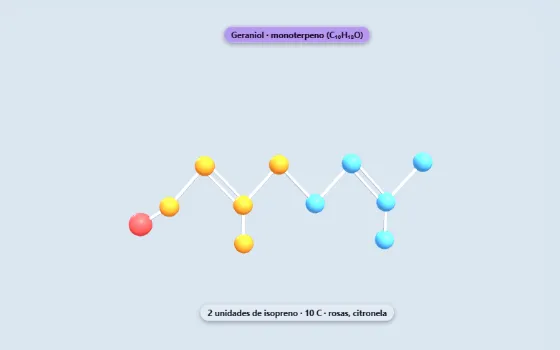 Geraniol · monoterpeno (C₁₀H₁₈O)
2 unidades de isopreno · 10 C · rosas, citronela